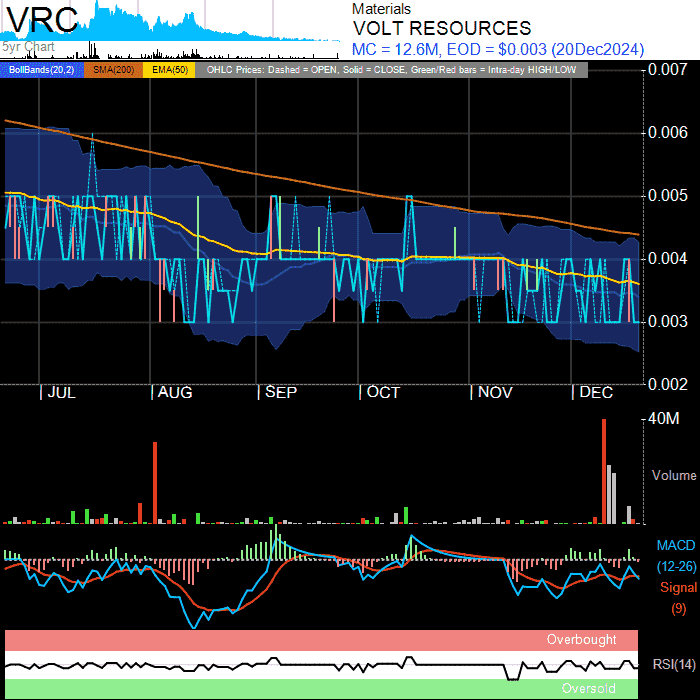 VRC
5yr Chart
Materials
VOLT RESOURCES
MC = 12.6M, EOD = $0.003 (20Dec2024)
BollBands(20,2) SMA(200) EMA(50) OHLC Prices: Dashed = OPEN, Solid = CLOSE, Green/Red bars = Intra-day HIGH/LOW
0.007
0.006
0.005
0.004
0.003
0.002
JUL AUG SEP OCT NOV DEC
40M
Volume
MACD
(12-26)
Signal
(9)
Overbought
RSI(14)
Oversold